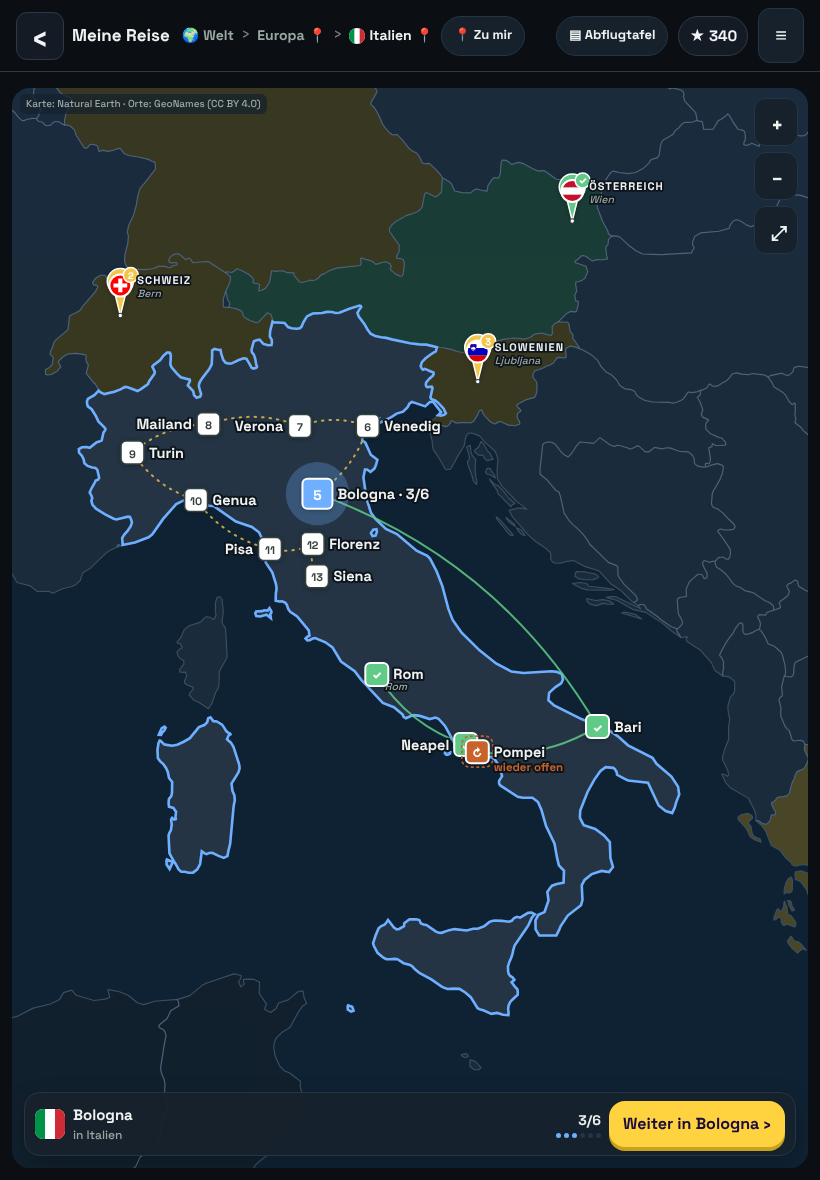 < Meine Reise 🌍 Welt > Europa 📍 > Italien 📍 📍 Zu mir Abflugtafel ★ 340 ≡
Karte: Natural Earth · Orte: GeoNames (CC BY 4.0)
+
−
ÖSTERREICH
Wien
2 SCHWEIZ
Bern
3 SLOWENIEN
Ljubljana
Mailand 8
Verona 7
6 Venedig
9 Turin
5 Bologna · 3/6
10 Genua
Pisa 11
12 Florenz
13 Siena
Rom
Rom
Bari
Neapel
Pompei
wieder offen
Bologna
in Italien
3/6
Weiter in Bologna >